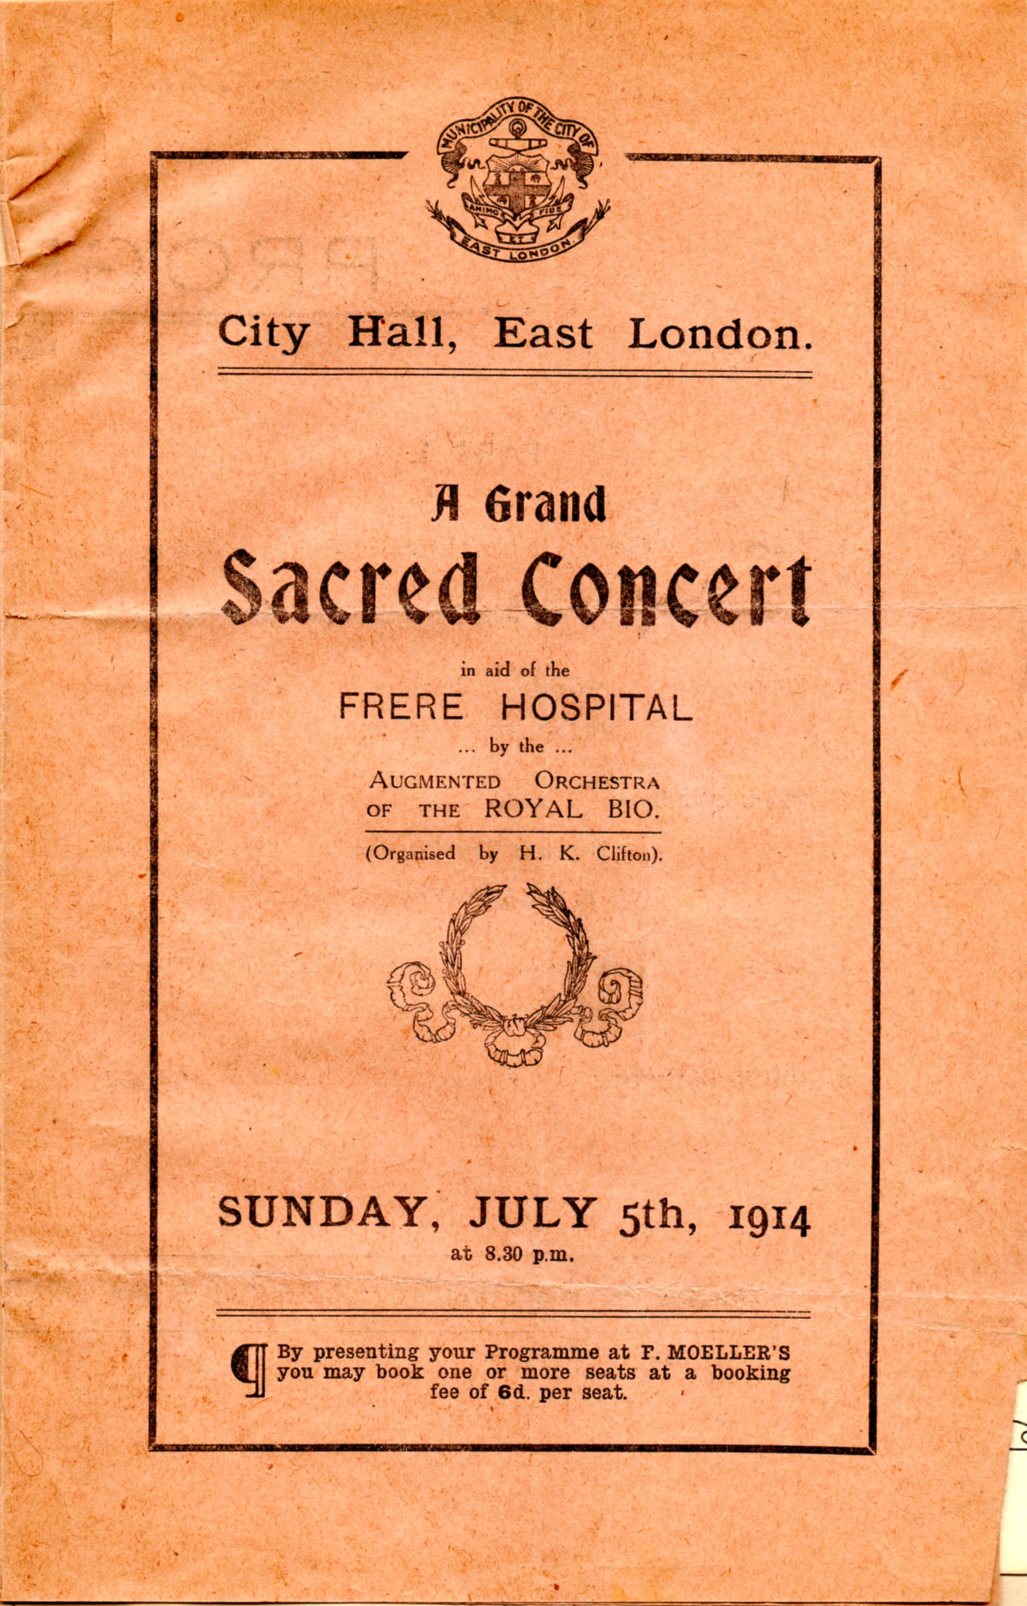 MUNICIPALITY OF THE CITY OF
ANIMO
ET
FIDE
EAST LONDON.
City Hall, East London.
A Grand
Sacred Concert
in aid of the
FRERE HOSPITAL
... by the ...
AUGMENTED ORCHESTRA
OF THE ROYAL BIO.
(Organised by H. K. Clifton).
SUNDAY, JULY 5th, 1914
at 8.30 p.m.
¶ By presenting your Programme at F. MOELLER'S
you may book one or more seats at a booking
fee of 6d. per seat.